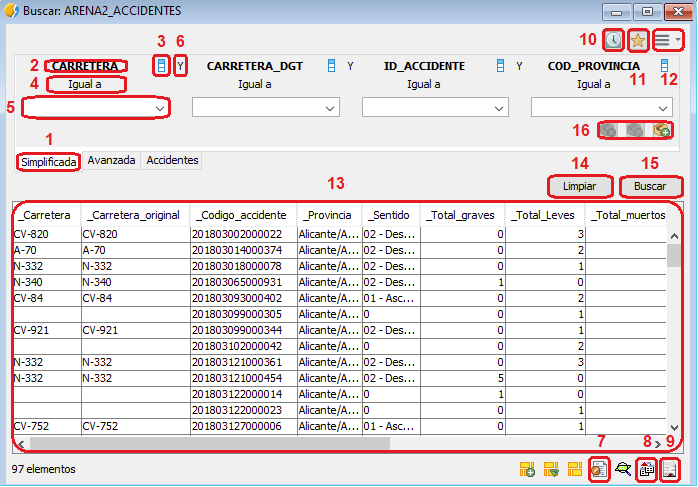 Buscar: ARENA2_ACCIDENTES
3 6 10
2 CARRETERA Y CARRETERA_DGT Y ID_ACCIDENTE Y COD_PROVINCIA
4 Igual a Igual a Igual a Igual a 11 12
5
16
1
Simplificada Avanzada Accidentes
13 14 15
Limpiar Buscar
_Carretera _Carretera_original _Codigo_accidente _Provincia _Sentido _Total_graves _Total_Leves _Total_muertos
CV-820 CV-820 201803002000022 Alicante/A... 02 - Des... 0 3
A-70 A-70 201803014000374 Alicante/A... 02 - Des... 0 2
N-332 N-332 201803018000078 Alicante/A... 02 - Des... 0 1
N-340 N-340 201803065000931 Alicante/A... 02 - Des... 1 0
CV-84 CV-84 201803093000402 Alicante/A... 01 - Asc... 0 2
201803099000305 Alicante/A... 0 0 1
CV-921 CV-921 201803099000344 Alicante/A... 02 - Des... 0 1
201803102000042 Alicante/A... 0 0 2
N-332 N-332 201803121000361 Alicante/A... 02 - Des... 0 3
N-332 N-332 201803121000454 Alicante/A... 02 - Des... 5 0
201803122000014 Alicante/A... 0 1 0
201803122000023 Alicante/A... 0 0 1
CV-752 CV-752 201803127000006 Alicante/A... 01 - Asc... 0 1
7 8 9
97 elementos